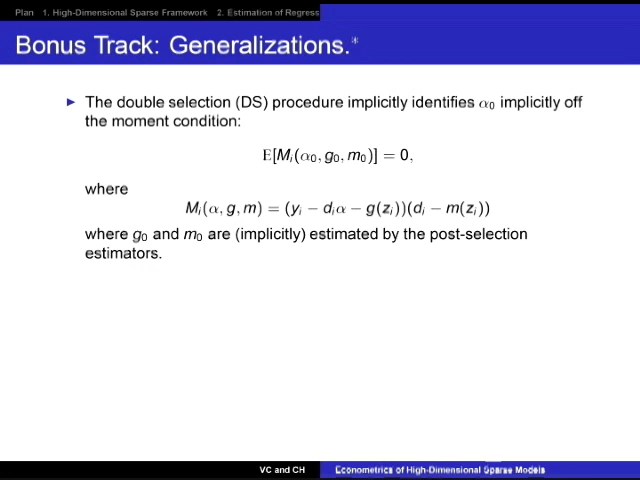 Plan 1. High-Dimensional Sparse Framework 2. Estimation of Regress
Bonus Track: Generalizations.*
► The double selection (DS) procedure implicitly identifies α₀ implicitly off
the moment condition:
E[Mᵢ(α₀, g₀, m₀)] = 0,
where
Mᵢ(α, g, m) = (yᵢ − dᵢα − g(zᵢ))(dᵢ − m(zᵢ))
where g₀ and m₀ are (implicitly) estimated by the post-selection
estimators.
VC and CH Econometrics of High-Dimensional Sparse Models